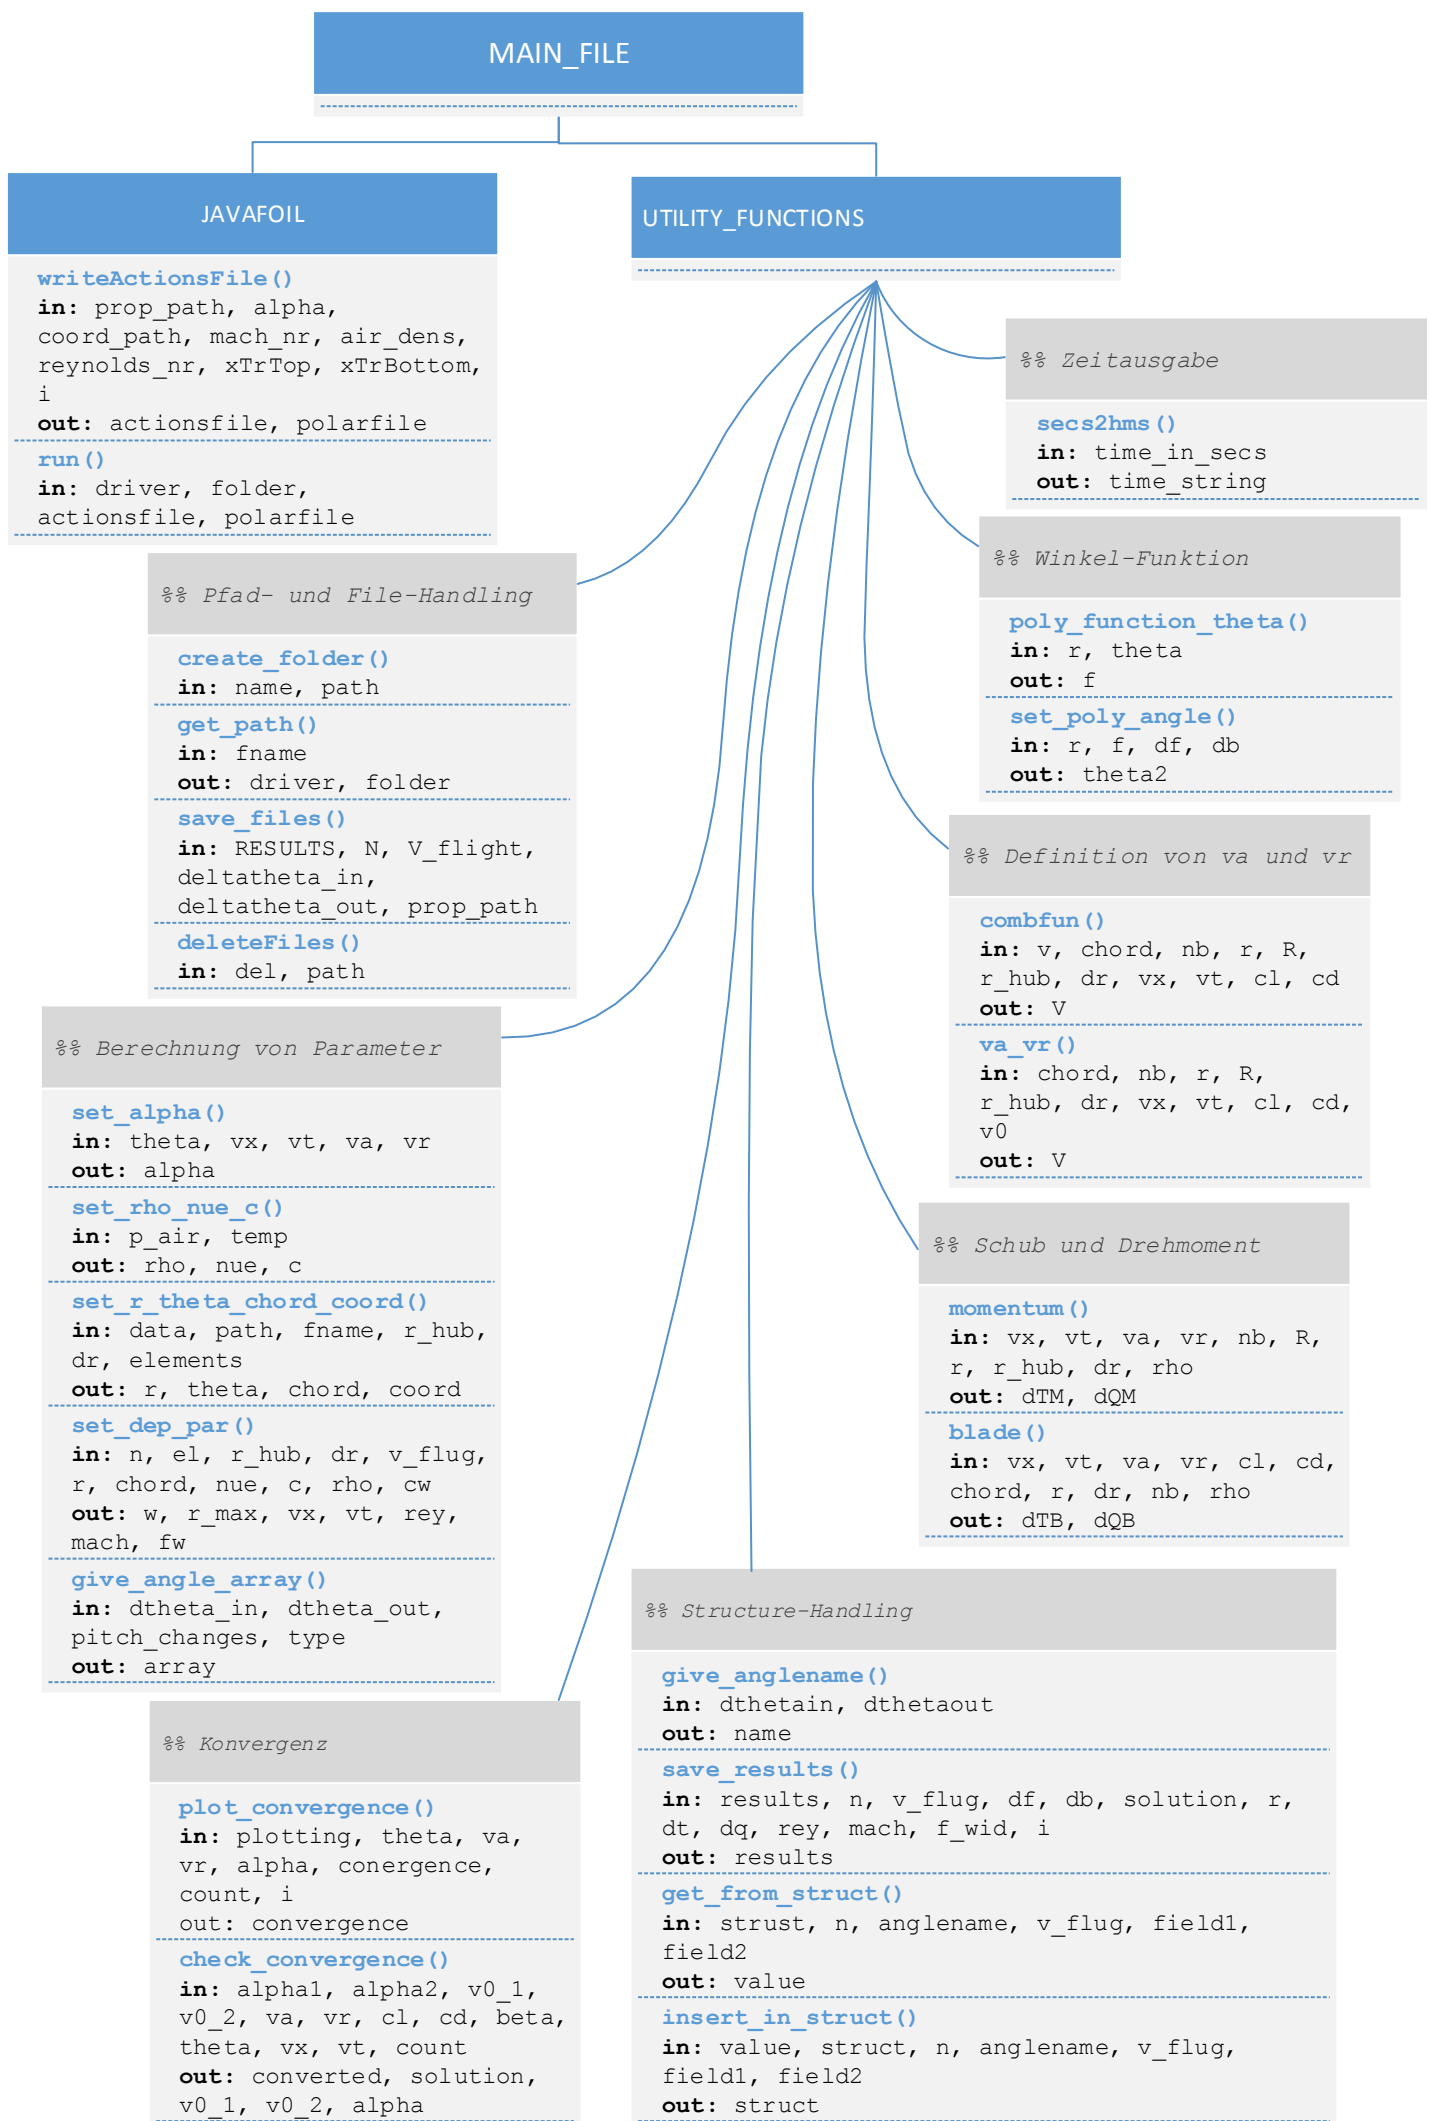 MAIN_FILE
JAVAFOIL
writeActionsFile()
in: prop_path, alpha,
coord_path, mach_nr, air_dens,
reynolds_nr, xTrTop, xTrBottom,
i
out: actionsfile, polarfile
run()
in: driver, folder,
actionsfile, polarfile
UTILITY_FUNCTIONS
%% Zeitausgabe
secs2hms()
in: time_in_secs
out: time_string
%% Winkel-Funktion
poly_function_theta()
in: r, theta
out: f
set_poly_angle()
in: r, f, df, db
out: theta2
%% Pfad- und File-Handling
create_folder()
in: name, path
get_path()
in: fname
out: driver, folder
save_files()
in: RESULTS, N, V_flight,
deltatheta_in,
deltatheta_out, prop_path
deleteFiles()
in: del, path
%% Definition von va und vr
combfun()
in: v, chord, nb, r, R,
r_hub, dr, vx, vt, cl, cd
out: V
va_vr()
in: chord, nb, r, R,
r_hub, dr, vx, vt, cl, cd,
v0
out: V
%% Berechnung von Parameter
set_alpha()
in: theta, vx, vt, va, vr
out: alpha
set_rho_nue_c()
in: p_air, temp
out: rho, nue, c
set_r_theta_chord_coord()
in: data, path, fname, r_hub,
dr, elements
out: r, theta, chord, coord
set_dep_par()
in: n, el, r_hub, dr, v_flug,
r, chord, nue, c, rho, cw
out: w, r_max, vx, vt, rey,
mach, fw
give_angle_array()
in: dtheta_in, dtheta_out,
pitch_changes, type
out: array
%% Schub und Drehmoment
momentum()
in: vx, vt, va, vr, nb, R,
r, r_hub, dr, rho
out: dTM, dQM
blade()
in: vx, vt, va, vr, cl, cd,
chord, r, dr, nb, rho
out: dTB, dQB
%% Konvergenz
plot_convergence()
in: plotting, theta, va,
vr, alpha, conergence,
count, i
out: convergence
check_convergence()
in: alpha1, alpha2, v0_1,
v0_2, va, vr, cl, cd, beta,
theta, vx, vt, count
out: converted, solution,
v0_1, v0_2, alpha
%% Structure-Handling
give_anglename()
in: dthetain, dthetaout
out: name
save_results()
in: results, n, v_flug, df, db, solution, r,
dt, dq, rey, mach, f_wid, i
out: results
get_from_struct()
in: strust, n, anglename, v_flug, field1,
field2
out: value
insert_in_struct()
in: value, struct, n, anglename, v_flug,
field1, field2
out: struct